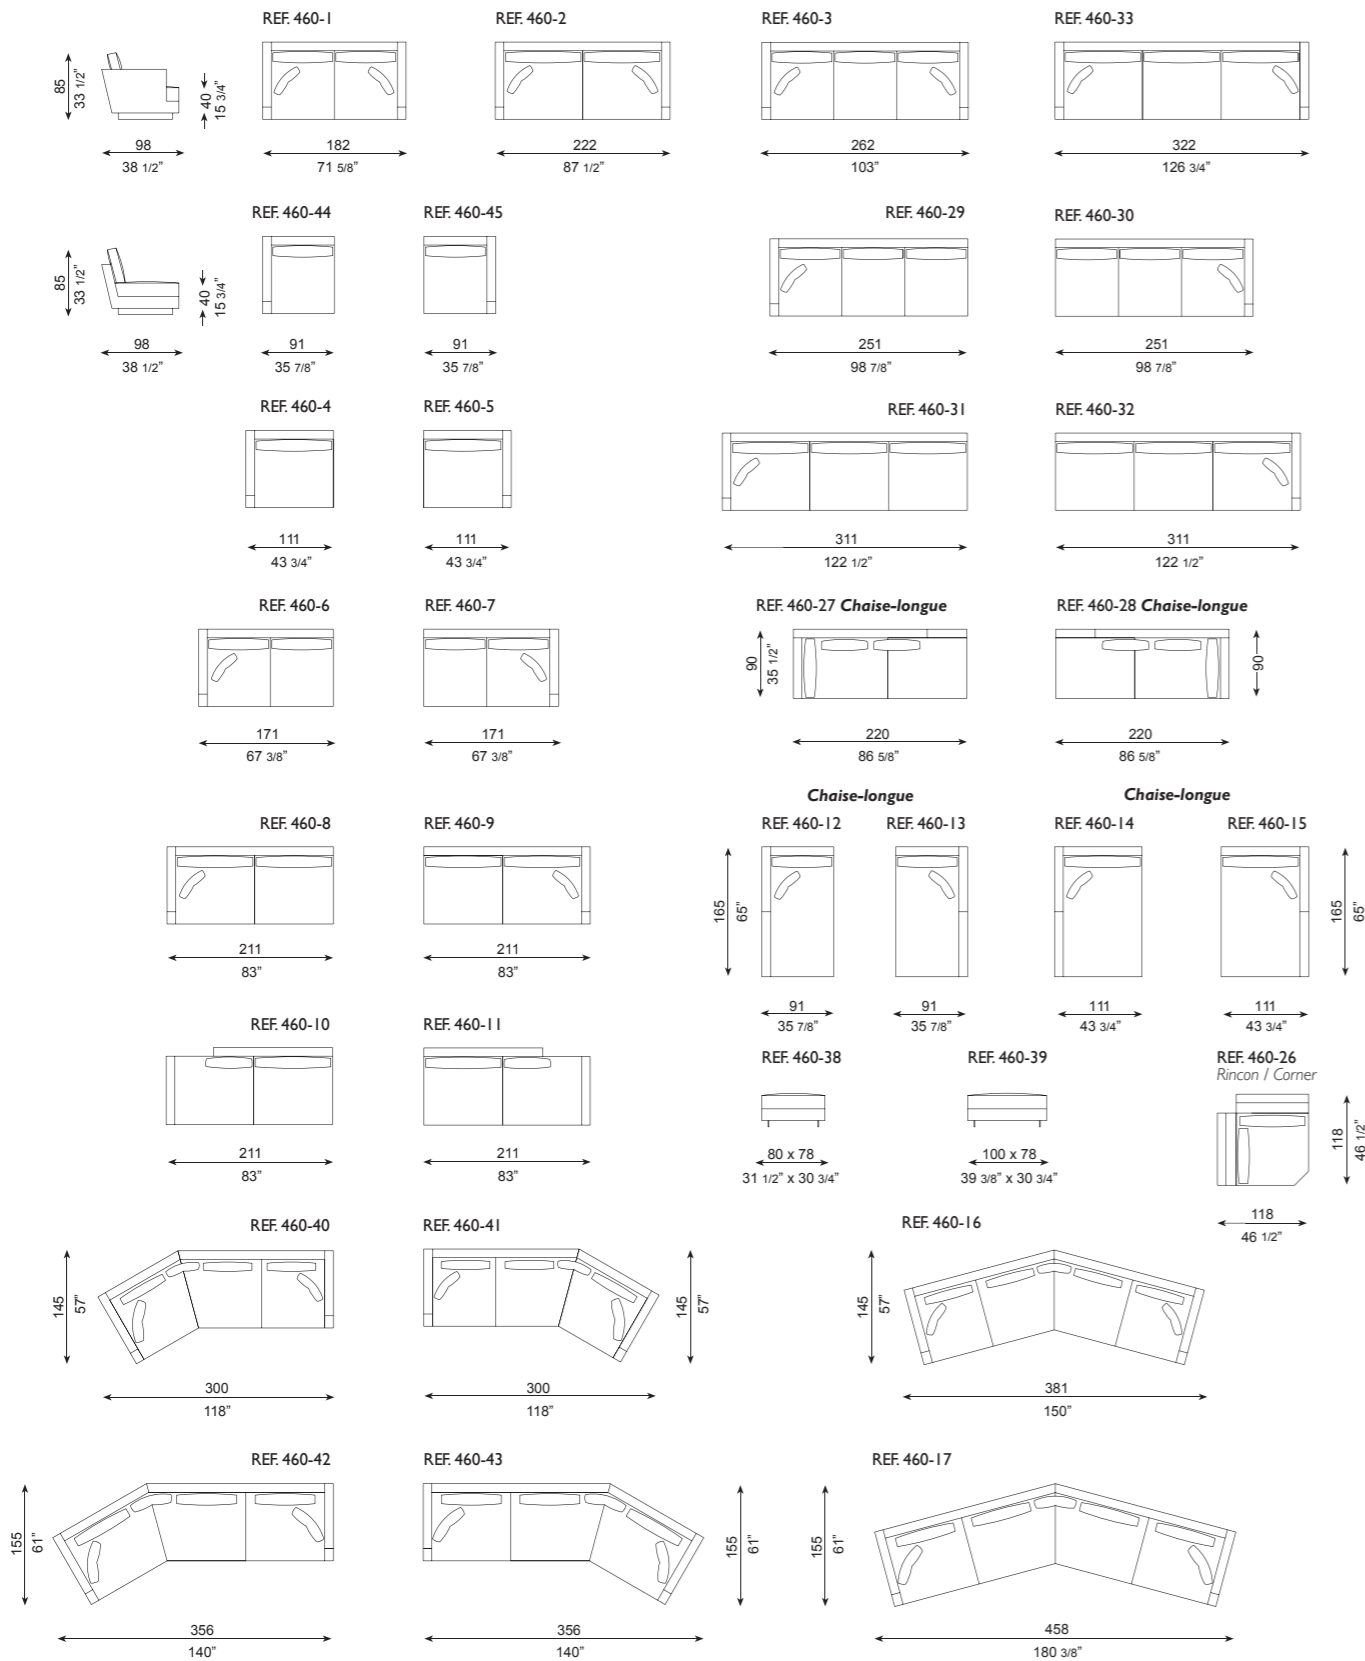 REF. 460-1
REF. 460-2
REF. 460-3
REF. 460-33
85
33 1/2"
40
15 3/4"
98
38 1/2"
182
71 5/8"
222
87 1/2"
262
103"
322
126 3/4"
REF. 460-44
REF. 460-45
REF. 460-29
REF. 460-30
85
33 1/2"
40
15 3/4"
98
38 1/2"
91
35 7/8"
91
35 7/8"
251
98 7/8"
251
98 7/8"
REF. 460-4
REF. 460-5
REF. 460-31
REF. 460-32
111
43 3/4"
111
43 3/4"
311
122 1/2"
311
122 1/2"
REF. 460-6
REF. 460-7
REF. 460-27 Chaise-longue
REF. 460-28 Chaise-longue
90
35 1/2"
90
171
67 3/8"
171
67 3/8"
220
86 5/8"
220
86 5/8"
Chaise-longue
Chaise-longue
REF. 460-8
REF. 460-9
REF. 460-12
REF. 460-13
REF. 460-14
REF. 460-15
165
65"
165
65"
211
83"
211
83"
91
35 7/8"
91
35 7/8"
111
43 3/4"
111
43 3/4"
REF. 460-10
REF. 460-11
REF. 460-38
REF. 460-39
REF. 460-26
Rincon / Corner
118
46 1/2"
211
83"
211
83"
80 x 78
31 1/2" x 30 3/4"
100 x 78
39 3/8" x 30 3/4"
118
46 1/2"
REF. 460-40
REF. 460-41
REF. 460-16
145
57"
145
57"
145
57"
300
118"
300
118"
381
150"
REF. 460-42
REF. 460-43
REF. 460-17
155
61"
155
61"
155
61"
356
140"
356
140"
458
180 3/8"